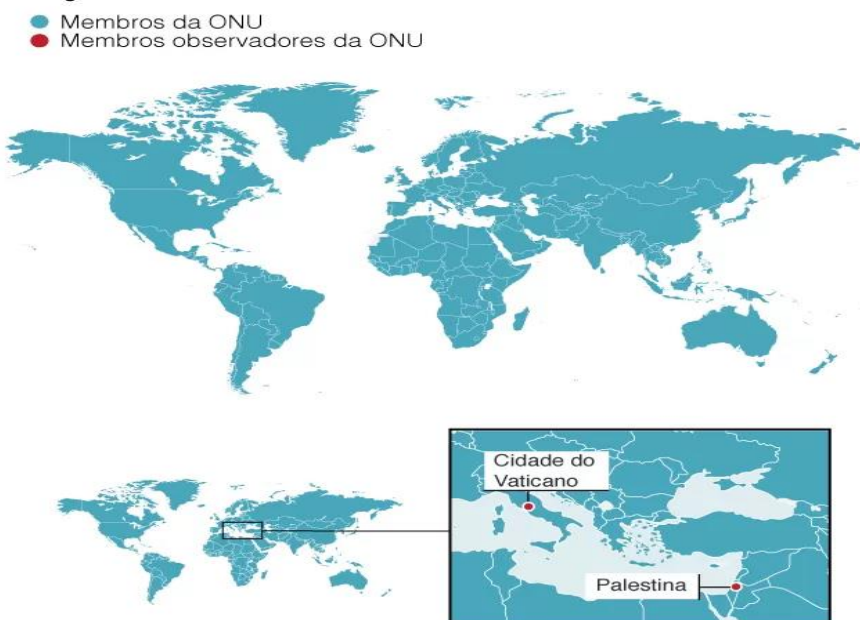 Membros da ONU
Membros observadores da ONU
Cidade do
Vaticano
Palestina